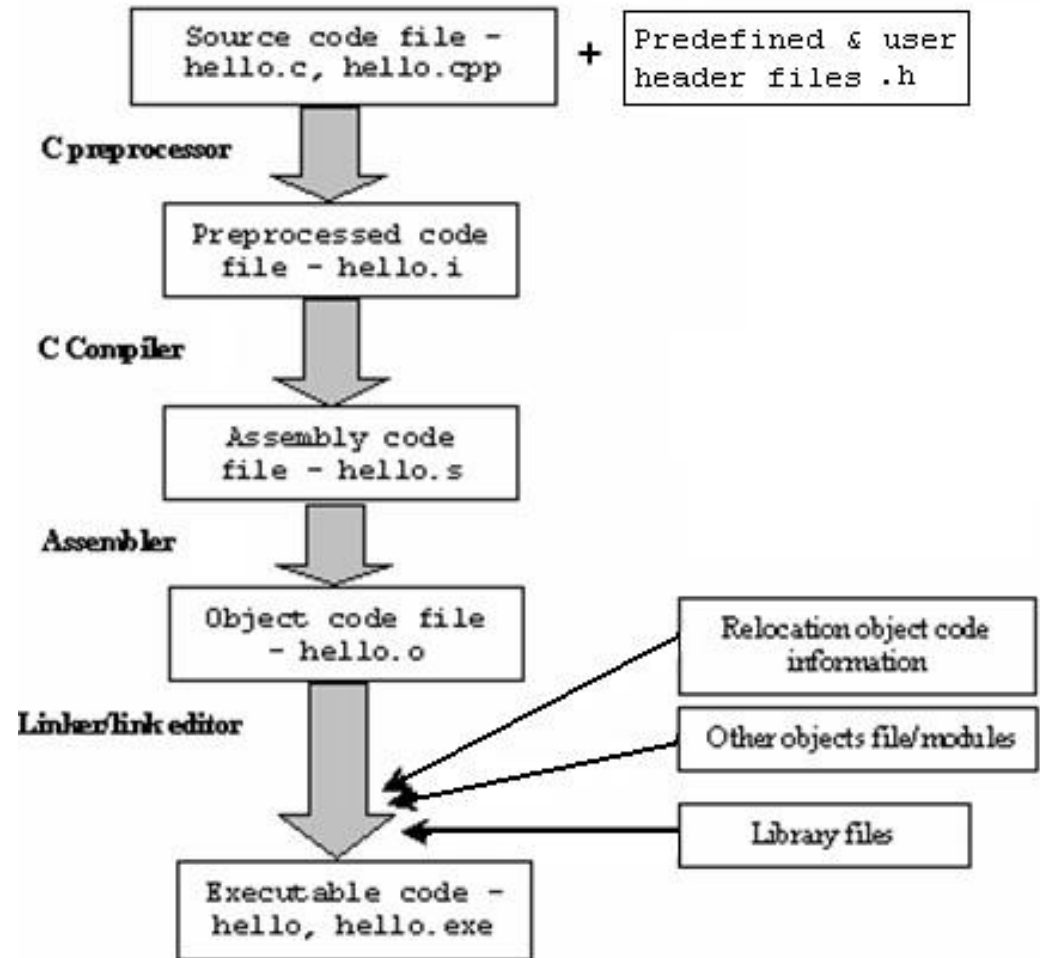 Source code file -
hello.c, hello.cpp
+
Predefined & user
header files .h
C preprocessor
Preprocessed code
file - hello.i
C Compiler
Assembly code
file - hello.s
Assembler
Object code file
- hello.o
Linker/link editor
Relocation object code
information
Other objects file/modules
Library files
Executable code -
hello, hello.exe